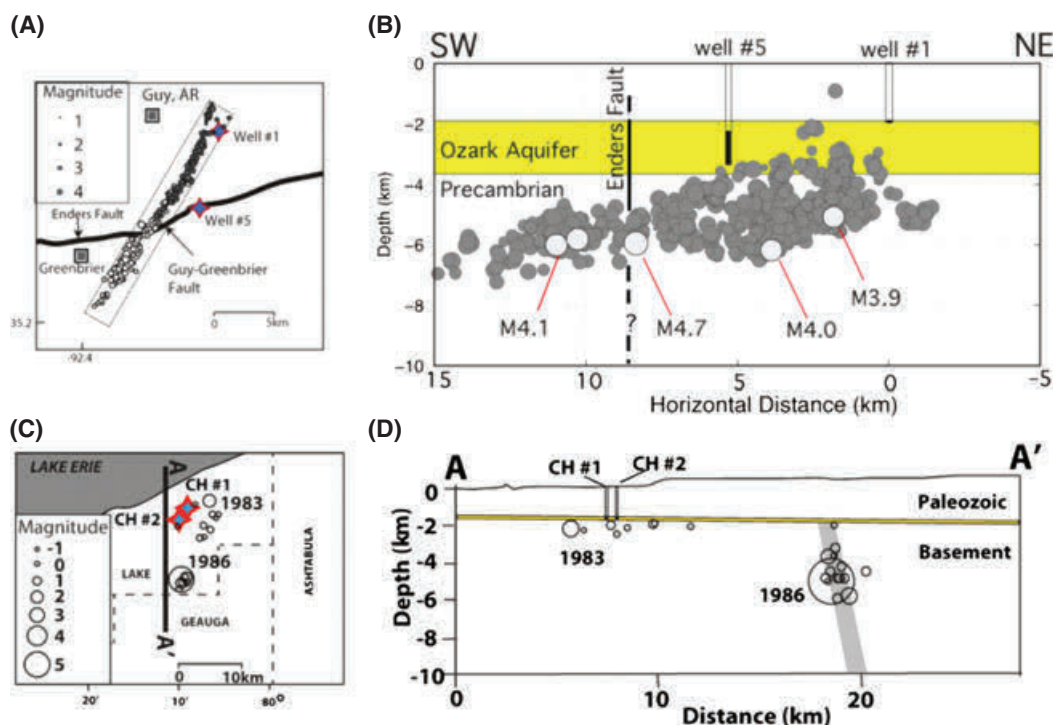 (A)
Magnitude
1
2
3
4
Guy, AR
Well #1
Enders
Fault
Well #5
Greenbrier
Guy-Greenbrier
Fault
0 5km
35.2
-92.4
(B)
SW NE
well #5 well #1
Enders Fault
Ozark Aquifer
Precambrian
?
M4.1 M4.7 M4.0 M3.9
Depth (km)
0
-2
-4
-6
-8
-10
15 10 5 0 -5
Horizontal Distance (km)
(C)
LAKE ERIE
A
CH #1
1983
CH #2
Magnitude
-1
0
1
2
3
4
5
1986
LAKE
ASHTABULA
GEAUGA
A'
0 10km
20' 10' 80°
(D)
A A'
CH #1 CH #2
Paleozoic
Basement
1983
1986
Depth (km)
0
-2
-4
-6
-8
-10
0 10 20
Distance (km)